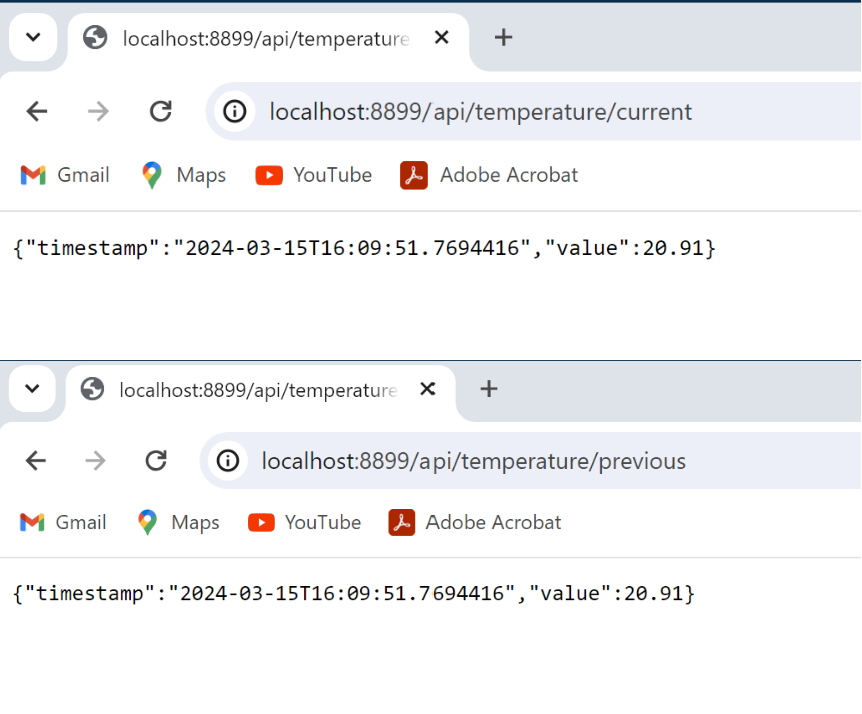 localhost:8899/api/temperature
localhost:8899/api/temperature/current
Gmail Maps YouTube Adobe Acrobat
{"timestamp":"2024-03-15T16:09:51.7694416","value":20.91}
localhost:8899/api/temperature
localhost:8899/api/temperature/previous
Gmail Maps YouTube Adobe Acrobat
{"timestamp":"2024-03-15T16:09:51.7694416","value":20.91}